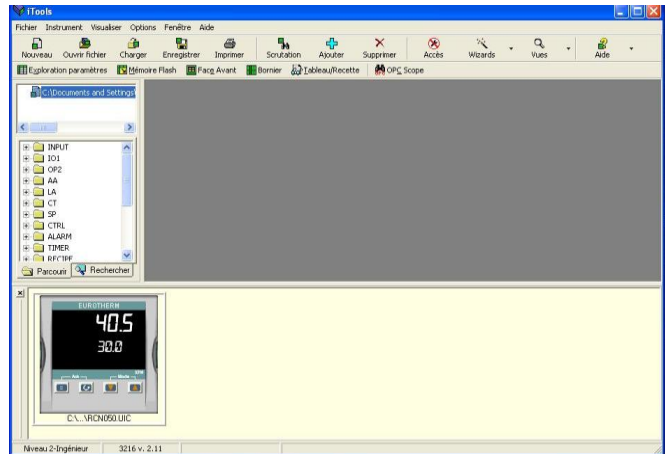 iTools
Fichier Instrument Visualiser Options Fenêtre Aide
Nouveau Ouvrir fichier Charger Enregistrer Imprimer Scrutation Ajouter Supprimer Accès Wizards Vues Aide
Exploration paramètres Mémoire Flash Face Avant Bornier Tableau/Recette OPC Scope
C:\Documents and Settings\
INPUT
IO1
OP2
AA
LA
CT
SP
CTRL
ALARM
TIMER
RECIPE
Parcourir Rechercher
EUROTHERM
40.5
30.0
C:\...\RCN050.UIC
Niveau 2-Ingénieur 3216 v. 2.11